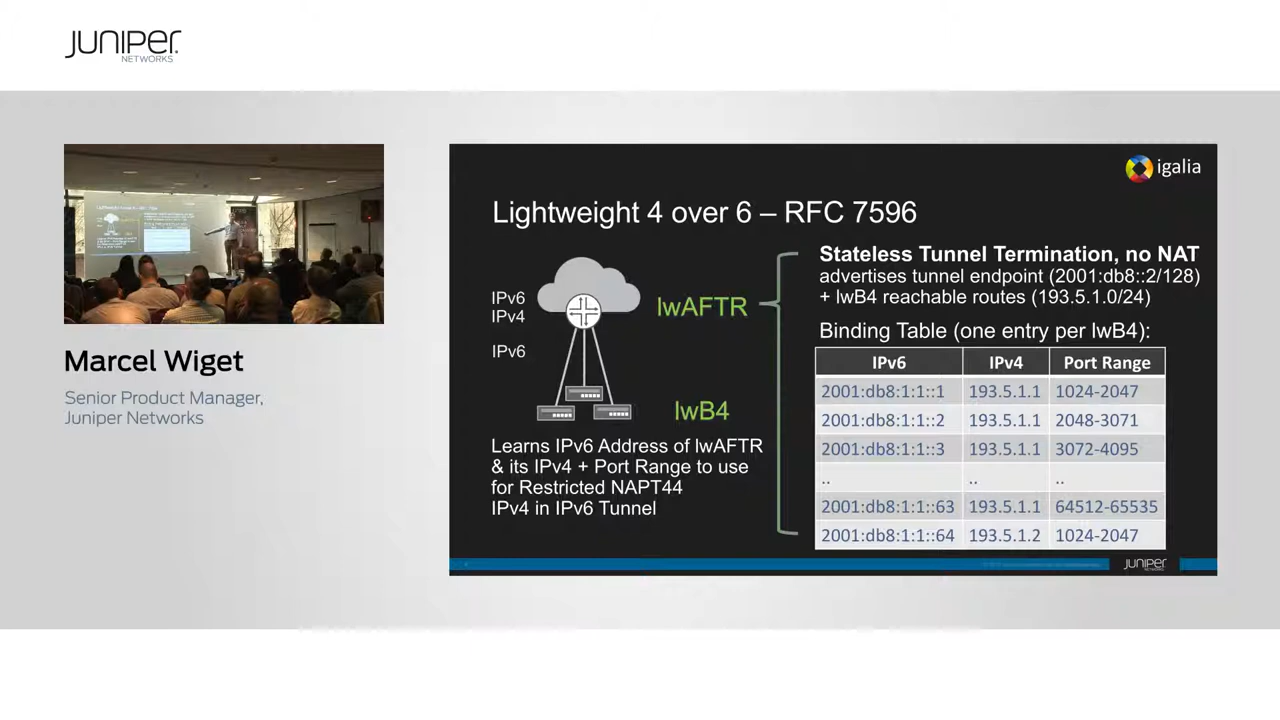 JUNIPER
NETWORKS
Marcel Wiget
Senior Product Manager,
Juniper Networks
igalia
Lightweight 4 over 6 – RFC 7596
IPv6
IPv4
IPv6
lwAFTR
lwB4
Learns IPv6 Address of lwAFTR
& its IPv4 + Port Range to use
for Restricted NAPT44
IPv4 in IPv6 Tunnel
Stateless Tunnel Termination, no NAT
advertises tunnel endpoint (2001:db8::2/128)
+ lwB4 reachable routes (193.5.1.0/24)
Binding Table (one entry per lwB4):
IPv6 IPv4 Port Range
2001:db8:1:1::1 193.5.1.1 1024-2047
2001:db8:1:1::2 193.5.1.1 2048-3071
2001:db8:1:1::3 193.5.1.1 3072-4095
.. .. ..
2001:db8:1:1::63 193.5.1.1 64512-65535
2001:db8:1:1::64 193.5.1.2 1024-2047
JUNIPER